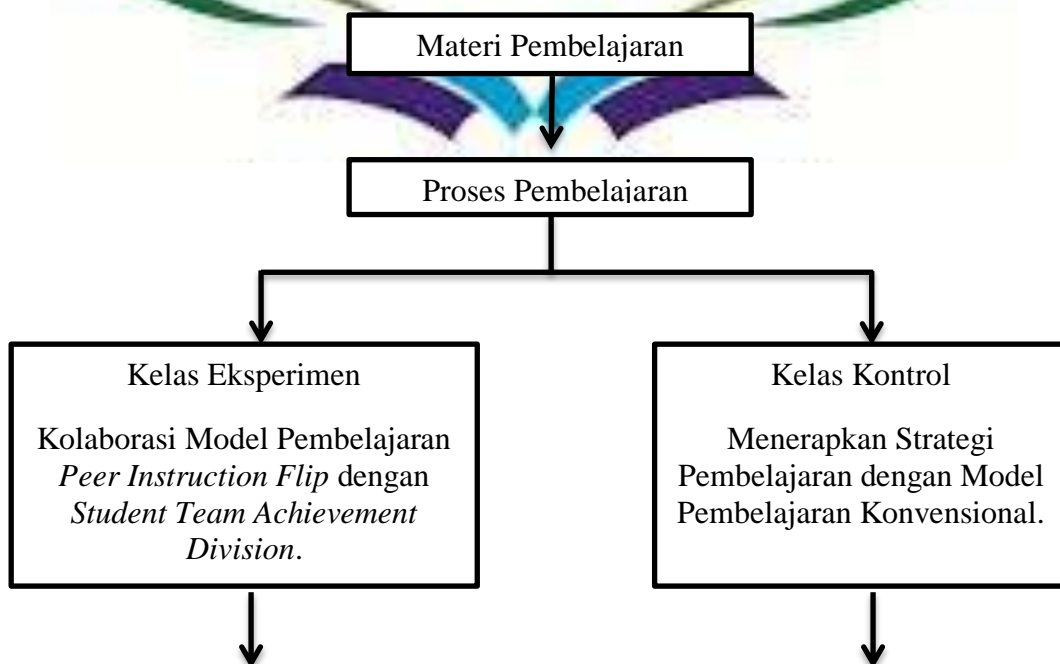 Materi Pembelajaran
Proses Pembelajaran
Kelas Eksperimen
Kolaborasi Model Pembelajaran
Peer Instruction Flip dengan
Student Team Achievement
Division.
Kelas Kontrol
Menerapkan Strategi
Pembelajaran dengan Model
Pembelajaran Konvensional.